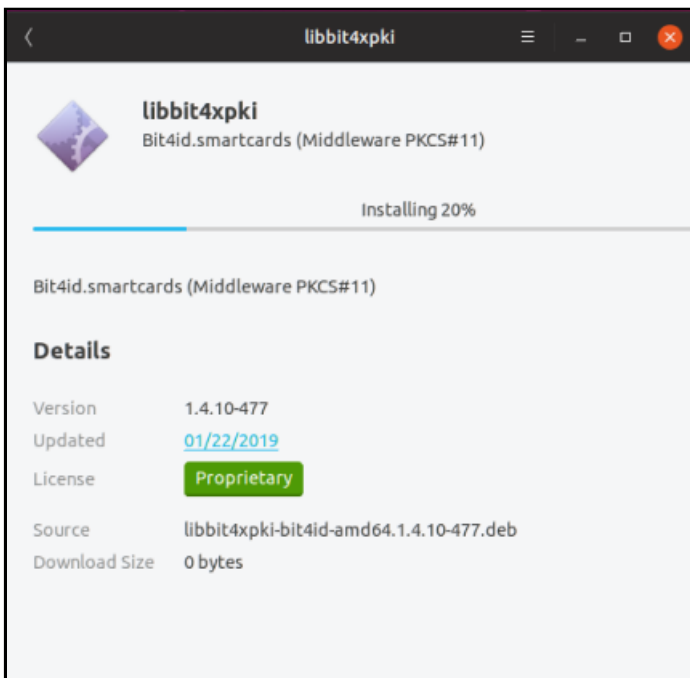 libbit4xpki
libbit4xpki
Bit4id.smartcards (Middleware PKCS#11)
Installing 20%
Bit4id.smartcards (Middleware PKCS#11)
Details
Version 1.4.10-477
Updated 01/22/2019
License Proprietary
Source libbit4xpki-bit4id-amd64.1.4.10-477.deb
Download Size 0 bytes